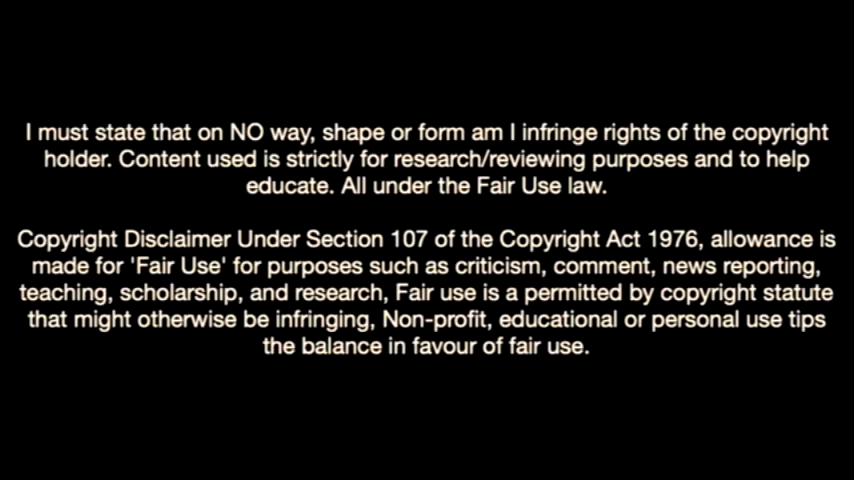 I must state that on NO way, shape or form am I infringe rights of the copyright
holder. Content used is strictly for research/reviewing purposes and to help
educate. All under the Fair Use law.
Copyright Disclaimer Under Section 107 of the Copyright Act 1976, allowance is
made for 'Fair Use' for purposes such as criticism, comment, news reporting,
teaching, scholarship, and research, Fair use is a permitted by copyright statute
that might otherwise be infringing, Non-profit, educational or personal use tips
the balance in favour of fair use.